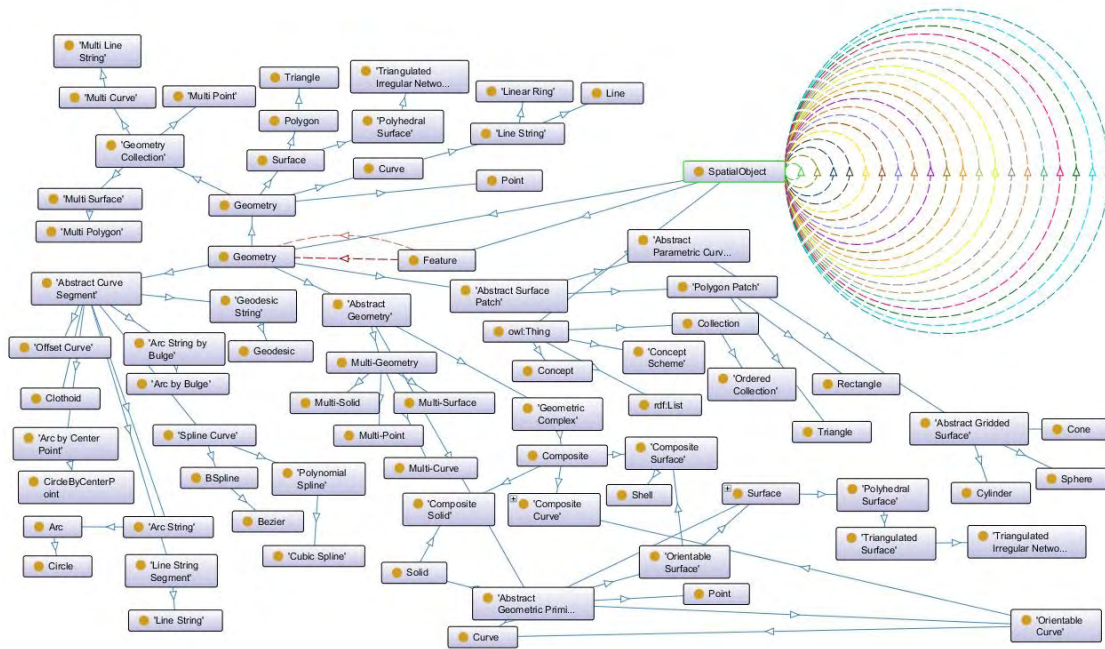 'Multi Line
String'
Triangle
'Triangulated
Irregular Netwo...
'Multi Curve'
'Multi Point'
'Linear Ring'
Line
Polygon
'Polyhedral
Surface'
'Line String'
'Geometry
Collection'
Surface
Curve
SpatialObject
Point
'Multi Surface'
Geometry
'Multi Polygon'
'Abstract
Parametric Curv...
Geometry
Feature
'Abstract Curve
Segment'
'Geodesic
String'
'Abstract
Geometry'
'Abstract Surface
Patch'
'Polygon Patch'
'Offset Curve'
'Arc String by
Bulge'
Geodesic
owl:Thing
Collection
Multi-Geometry
'Concept
Scheme'
Concept
'Arc by Bulge'
'Ordered
Collection'
Rectangle
Clothoid
Multi-Solid
Multi-Surface
'Geometric
Complex'
rdf:List
Multi-Point
Triangle
'Abstract Gridded
Surface'
Cone
'Arc by Center
Point'
'Spline Curve'
Multi-Curve
Composite
'Composite
Surface'
CircleByCenterP
oint
BSpline
'Polynomial
Spline'
Shell
Surface
'Polyhedral
Surface'
Cylinder
Sphere
'Composite
Solid'
'Composite
Curve'
Bezier
Arc
'Arc String'
'Triangulated
Surface'
'Triangulated
Irregular Netwo...
'Cubic Spline'
Circle
'Line String
Segment'
Solid
'Orientable
Surface'
'Abstract
Geometric Primi...
Point
'Line String'
Curve
'Orientable
Curve'